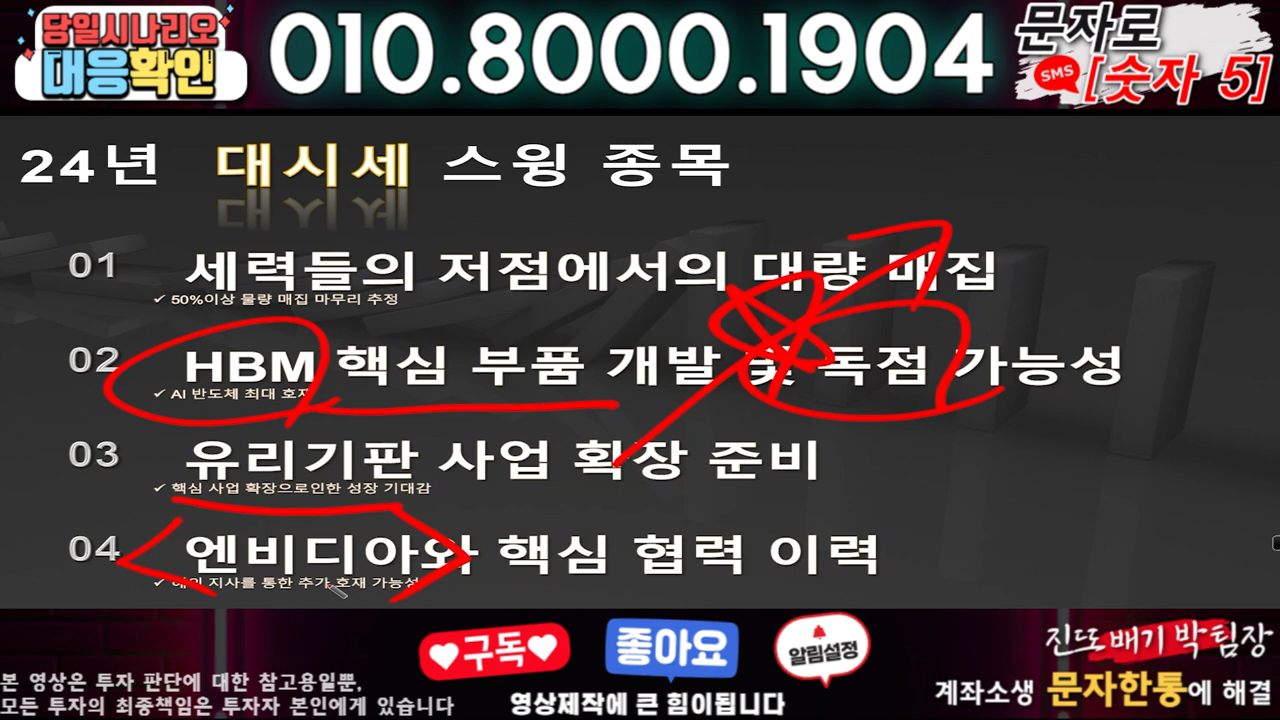 당일시나리오
대응확인
010.8000.1904
문자로
SMS [숫자 5]
24년 대시세 스윙 종목
대시세
01 세력들의 저점에서의 대량 매집
✓ 50%이상 물량 매집 마무리 추정
02 HBM 핵심 부품 개발 및 독점 가능성
✓ AI 반도체 최대 호재
03 유리기판 사업 확장 준비
✓ 핵심 사업 확장으로인한 성장 기대감
04 엔비디아와 핵심 협력 이력
✓ 해외 지사를 통한 추가 호재 가능성
구독
좋아요
알림설정
영상제작에 큰 힘이됩니다
본 영상은 투자 판단에 대한 참고용일뿐,
모든 투자의 최종책임은 투자자 본인에게 있습니다
진또배기 박팀장
계좌소생 문자한통에 해결